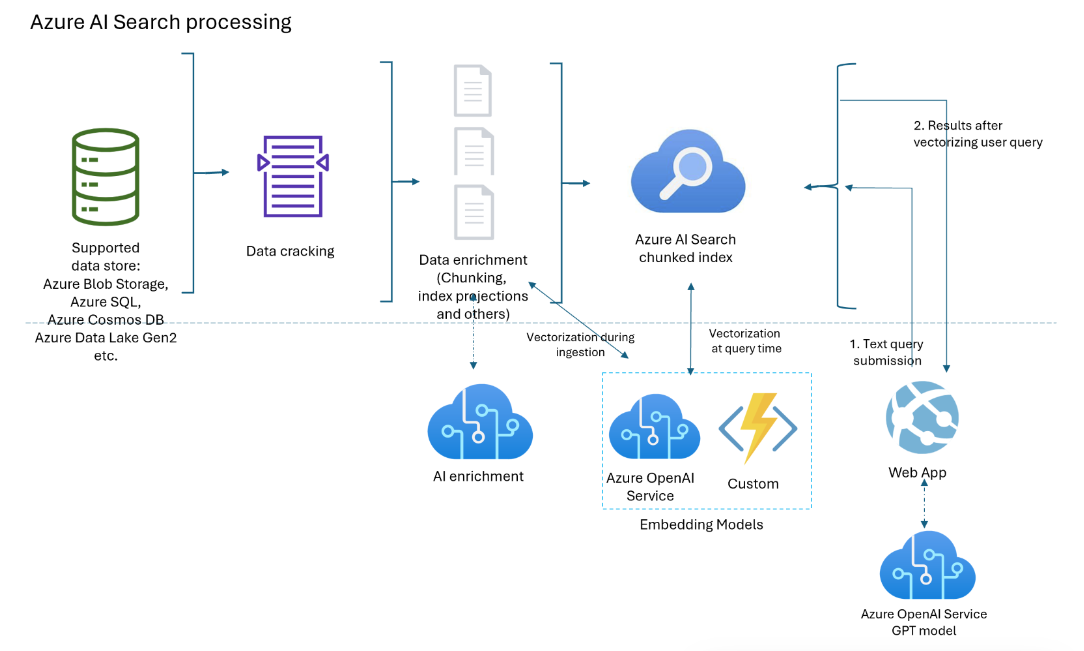 Azure AI Search processing
Supported
data store:
Azure Blob Storage,
Azure SQL,
Azure Cosmos DB
Azure Data Lake Gen2
etc.
Data cracking
Data enrichment
(Chunking,
index projections
and others)
Azure AI Search
chunked index
2. Results after
vectorizing user query
Vectorization during
ingestion
Vectorization
at query time
1. Text query
submission
AI enrichment
Azure OpenAI
Service
Custom
Embedding Models
Web App
Azure OpenAI Service
GPT model